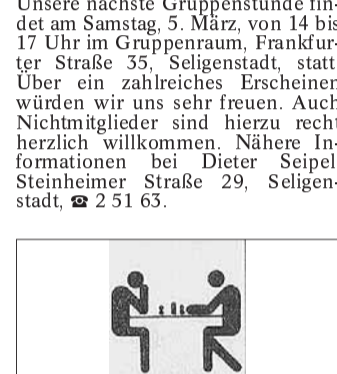 Unsere nächste Gruppenstunde fin-
det am Samstag, 5. März, von 14 bis
17 Uhr im Gruppenraum, Frankfur-
ter Straße 35, Seligenstadt, statt.
Über ein zahlreiches Erscheinen
würden wir uns sehr freuen. Auch
Nichtmitglieder sind hierzu recht
herzlich willkommen. Nähere In-
formationen bei Dieter Seipel,
Steinheimer Straße 29, Seligen-
stadt, ☎ 2 51 63.